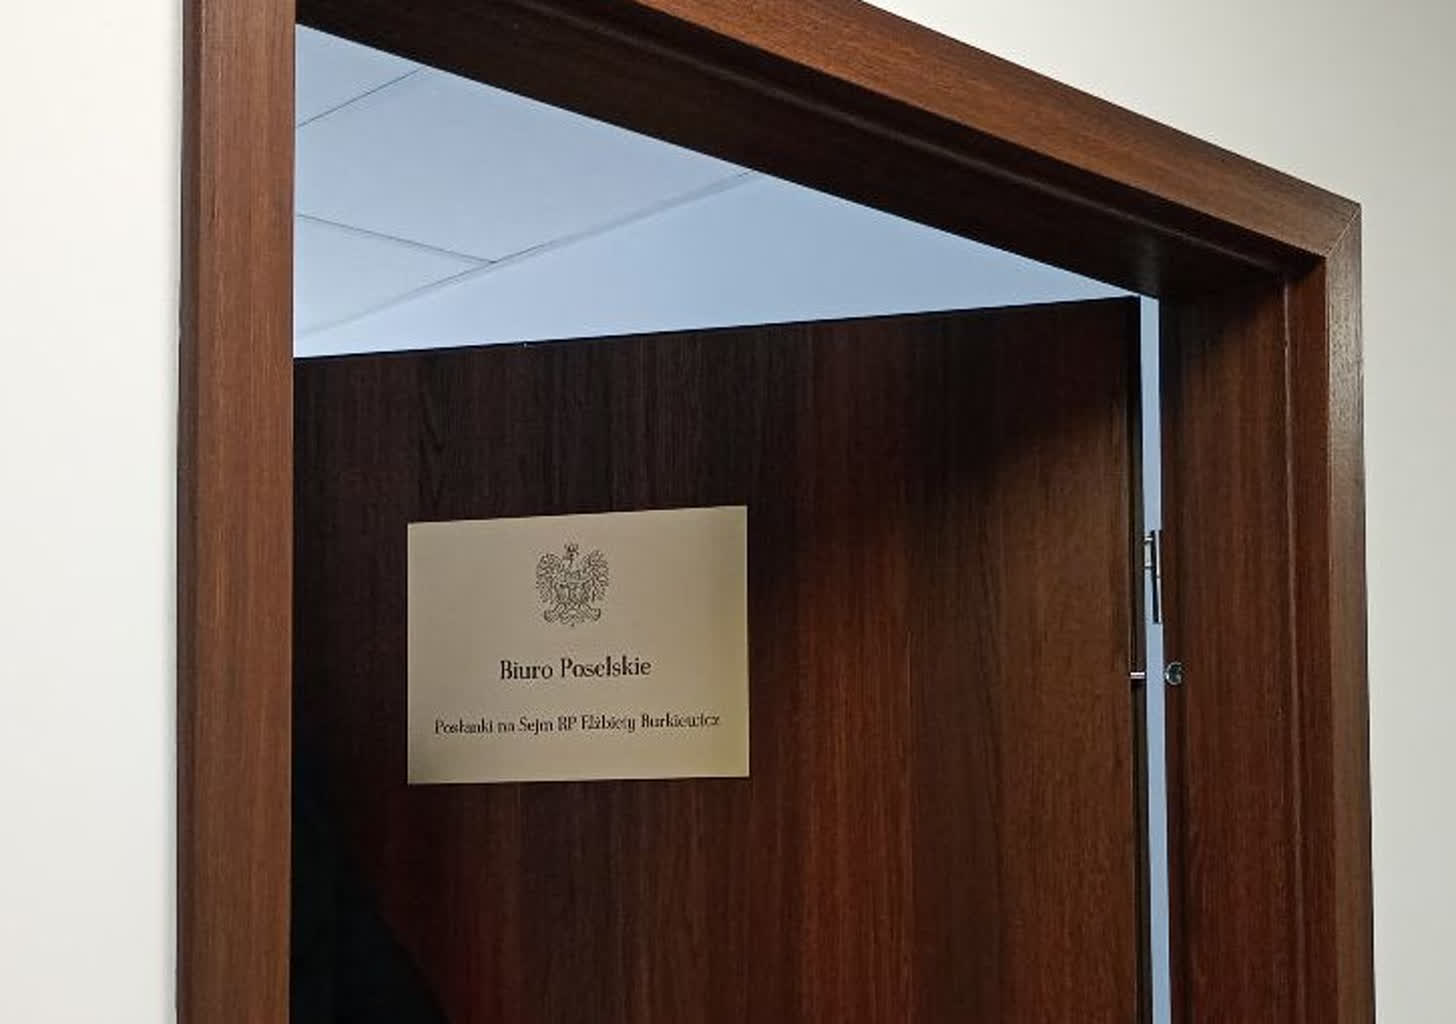 Biuro Poselskie
Posłanki na Sejm RP Elżbiety Burkiewicz